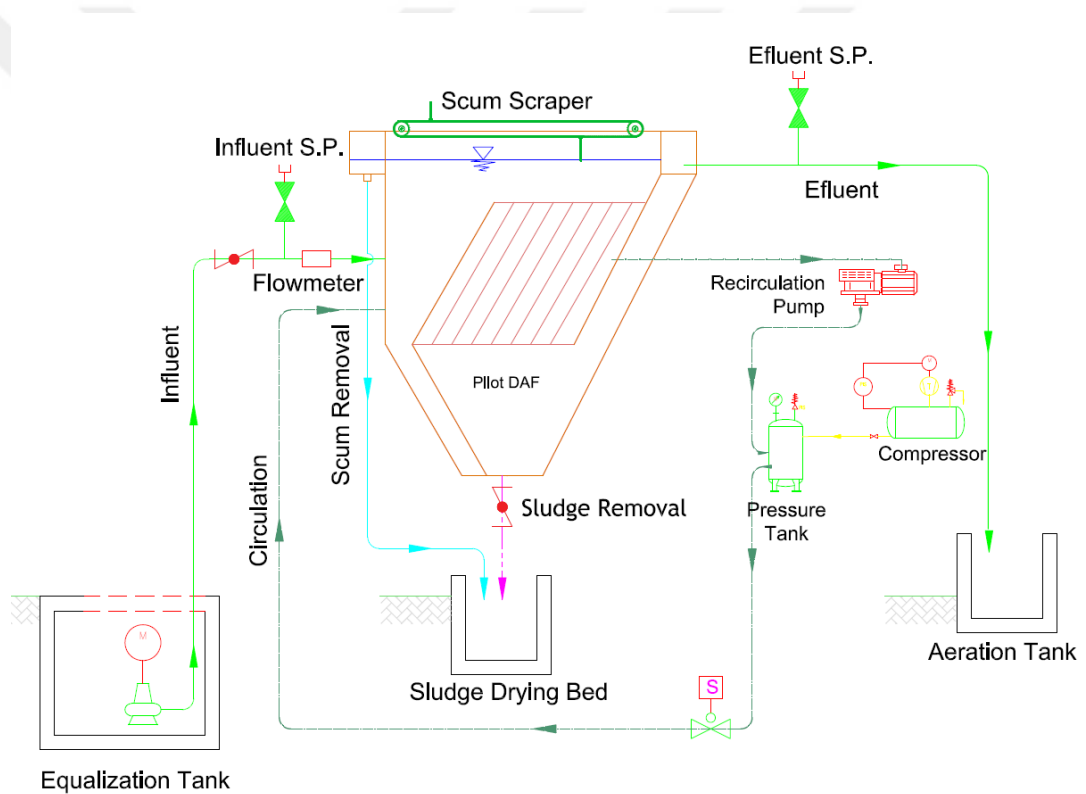 Efluent S.P.
Scum Scraper
Influent S.P.
Efluent
Flowmeter
Recirculation
Pump
Influent
Scum Removal
PIlot DAF
M
Compressor
Circulation
Sludge Removal
Pressure
Tank
M
S
Aeration Tank
Sludge Drying Bed
Equalization Tank